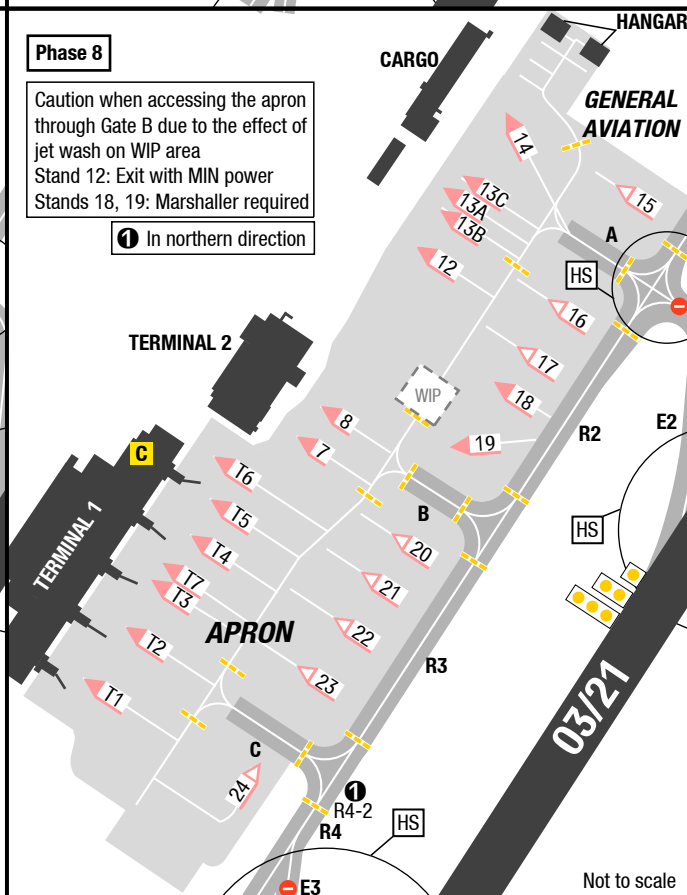 Phase 8
Caution when accessing the apron
through Gate B due to the effect of
jet wash on WIP area
Stand 12: Exit with MIN power
Stands 18, 19: Marshaller required
1 In northern direction
HANGAR
CARGO
GENERAL
AVIATION
14
15
13C
13A
13B
A
12
HS
16
TERMINAL 2
17
WIP
18
8
E2
R2
19
7
C
T6
B
HS
T5
20
TERMINAL 1
T4
21
T7
T3
22
APRON
T2
R3
23
T1
03/21
C
24
1
R4-2
R4
HS
E3
Not to scale